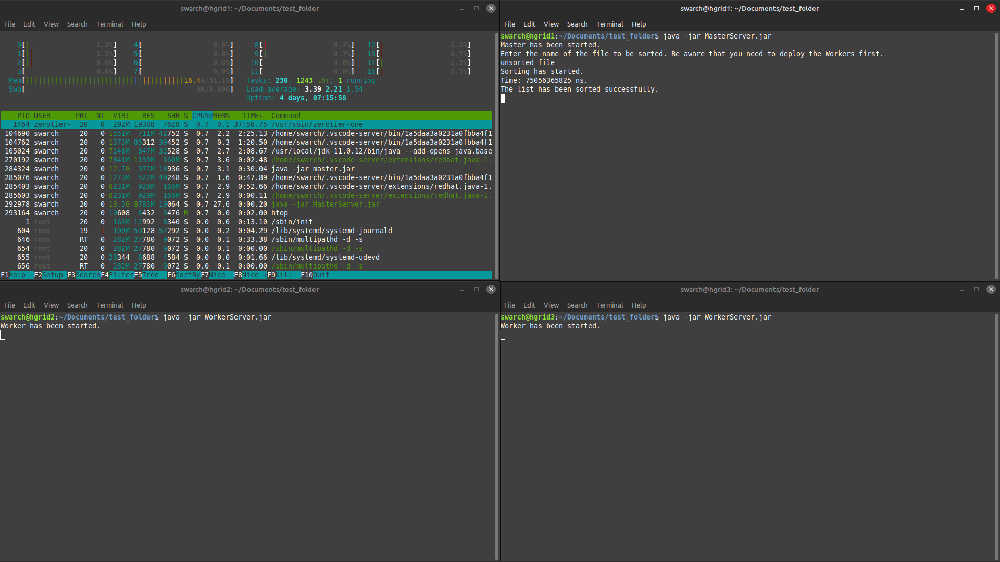 swarch@hgrid1: ~/Documents/test_folder
File Edit View Search Terminal Help
0[| 1.3%] 4[ 0.0%] 8[| 0.7%] 12[| 1.3%]
1[|| 1.3%] 5[ 0.0%] 9[| 0.7%] 13[| 0.7%]
2[|| 6.0%] 6[ 0.0%] 10[ 0.0%] 14[| 1.3%]
3[ 0.0%] 7[ 0.0%] 11[ 0.0%] 15[| 1.3%]
Mem[||||||||||||||||||||||||||||||||||||||16.4G/31.1G] Tasks: 230, 1243 thr; 1 running
Swp[ 0K/8.00G] Load average: 3.39 2.21 1.54
Uptime: 4 days, 07:15:58
PID USER PRI NI VIRT RES SHR S CPU%▽MEM% TIME+ Command
1464 zerotier- 20 0 292M 19388 7628 S 0.7 0.1 37:50.75 /usr/sbin/zerotier-one
104690 swarch 20 0 1551M 711M 42752 S 0.7 2.2 2:25.13 /home/swarch/.vscode-server/bin/1a5daa3a0231a0fbba4f1
104762 swarch 20 0 1373M 85312 39452 S 0.7 0.3 1:20.50 /home/swarch/.vscode-server/bin/1a5daa3a0231a0fbba4f1
105024 swarch 20 0 7248M 847M 32528 S 0.7 2.7 2:08.67 /usr/local/jdk-11.0.12/bin/java --add-opens java.base
270192 swarch 20 0 7841M 1139M 160M S 0.7 3.6 0:02.48 /home/swarch/.vscode-server/extensions/redhat.java-1.
284324 swarch 20 0 12.7G 972M 18936 S 0.7 3.1 0:30.04 java -jar master.jar
285076 swarch 20 0 1273M 522M 49248 S 0.7 1.6 0:47.89 /home/swarch/.vscode-server/bin/1a5daa3a0231a0fbba4f1
285403 swarch 20 0 8231M 920M 160M S 0.7 2.9 0:52.66 /home/swarch/.vscode-server/extensions/redhat.java-1.
285603 swarch 20 0 8231M 920M 160M S 0.7 2.9 0:00.11 /home/swarch/.vscode-server/extensions/redhat.java-1.
292978 swarch 20 0 13.5G 8785M 19064 S 0.7 27.6 0:00.20 java -jar MasterServer.jar
293164 swarch 20 0 10608 6432 3476 R 0.7 0.0 0:02.00 htop
1 root 20 0 163M 12992 8340 S 0.0 0.0 0:13.10 /sbin/init
604 root 19 -1 100M 59128 57292 S 0.0 0.2 0:04.29 /lib/systemd/systemd-journald
646 root RT 0 282M 27780 9072 S 0.0 0.1 0:33.38 /sbin/multipathd -d -s
654 root 20 0 282M 27780 9072 S 0.0 0.1 0:00.00 /sbin/multipathd -d -s
655 root 20 0 28344 8688 4584 S 0.0 0.0 0:01.66 /lib/systemd/systemd-udevd
656 root RT 0 282M 27780 9072 S 0.0 0.1 0:00.00 /sbin/multipathd -d -s
F1Help F2Setup F3SearchF4FilterF5Tree F6SortByF7Nice -F8Nice +F9Kill F10Quit
swarch@hgrid1: ~/Documents/test_folder
File Edit View Search Terminal Help
swarch@hgrid1:~/Documents/test_folder$ java -jar MasterServer.jar
Master has been started.
Enter the name of the file to be sorted. Be aware that you need to deploy the Workers first.
unsorted_file
Sorting has started.
Time: 75056365825 ns.
The list has been sorted successfully.
swarch@hgrid2: ~/Documents/test_folder
File Edit View Search Terminal Help
swarch@hgrid2:~/Documents/test_folder$ java -jar WorkerServer.jar
Worker has been started.
swarch@hgrid3: ~/Documents/test_folder
File Edit View Search Terminal Help
swarch@hgrid3:~/Documents/test_folder$ java -jar WorkerServer.jar
Worker has been started.